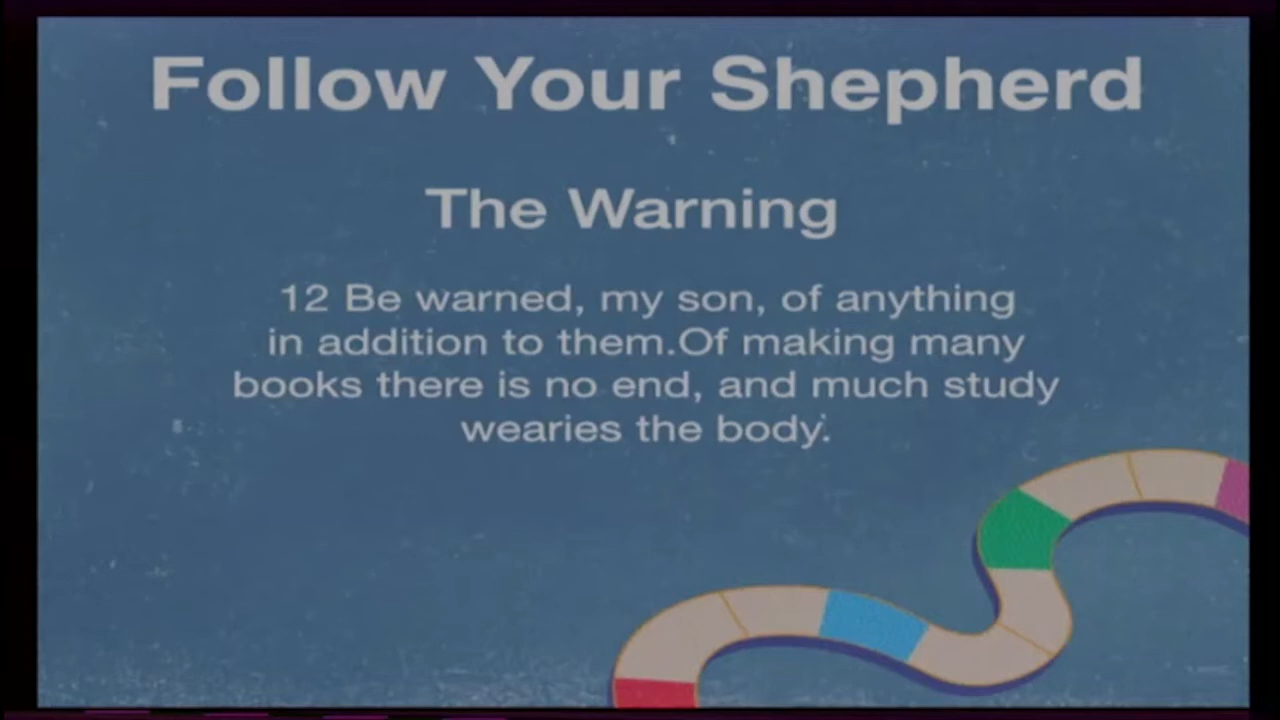 Follow Your Shepherd
The Warning
12 Be warned, my son, of anything
in addition to them.Of making many
books there is no end, and much study
wearies the body.